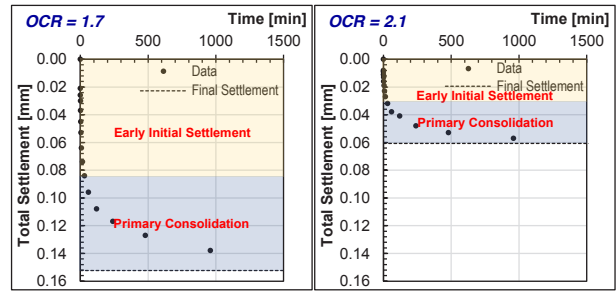 OCR = 1.7
Time [min]
0 500 1000 1500
Total Settlement [mm]
0.00
0.02
0.04
0.06
0.08
0.10
0.12
0.14
0.16
Data
Final Settlement
Early Initial Settlement
Primary Consolidation
OCR = 2.1
Time [min]
0 500 1000 1500
Total Settlement [mm]
0.00
0.02
0.04
0.06
0.08
0.10
0.12
0.14
0.16
Data
Final Settlement
Early Initial Settlement
Primary Consolidation